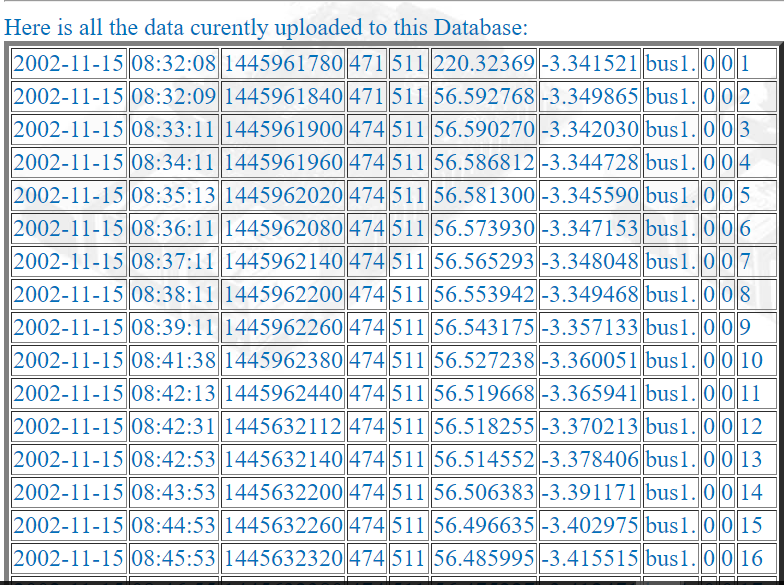 Here is all the data curently uploaded to this Database:
2002-11-15 08:32:08 1445961780 471 511 220.32369 -3.341521 bus1. 0 0 1
2002-11-15 08:32:09 1445961840 471 511 56.592768 -3.349865 bus1. 0 0 2
2002-11-15 08:33:11 1445961900 474 511 56.590270 -3.342030 bus1. 0 0 3
2002-11-15 08:34:11 1445961960 474 511 56.586812 -3.344728 bus1. 0 0 4
2002-11-15 08:35:13 1445962020 474 511 56.581300 -3.345590 bus1. 0 0 5
2002-11-15 08:36:11 1445962080 474 511 56.573930 -3.347153 bus1. 0 0 6
2002-11-15 08:37:11 1445962140 474 511 56.565293 -3.348048 bus1. 0 0 7
2002-11-15 08:38:11 1445962200 474 511 56.553942 -3.349468 bus1. 0 0 8
2002-11-15 08:39:11 1445962260 474 511 56.543175 -3.357133 bus1. 0 0 9
2002-11-15 08:41:38 1445962380 474 511 56.527238 -3.360051 bus1. 0 0 10
2002-11-15 08:42:13 1445962440 474 511 56.519668 -3.365941 bus1. 0 0 11
2002-11-15 08:42:31 1445632112 474 511 56.518255 -3.370213 bus1. 0 0 12
2002-11-15 08:42:53 1445632140 474 511 56.514552 -3.378406 bus1. 0 0 13
2002-11-15 08:43:53 1445632200 474 511 56.506383 -3.391171 bus1. 0 0 14
2002-11-15 08:44:53 1445632260 474 511 56.496635 -3.402975 bus1. 0 0 15
2002-11-15 08:45:53 1445632320 474 511 56.485995 -3.415515 bus1. 0 0 16